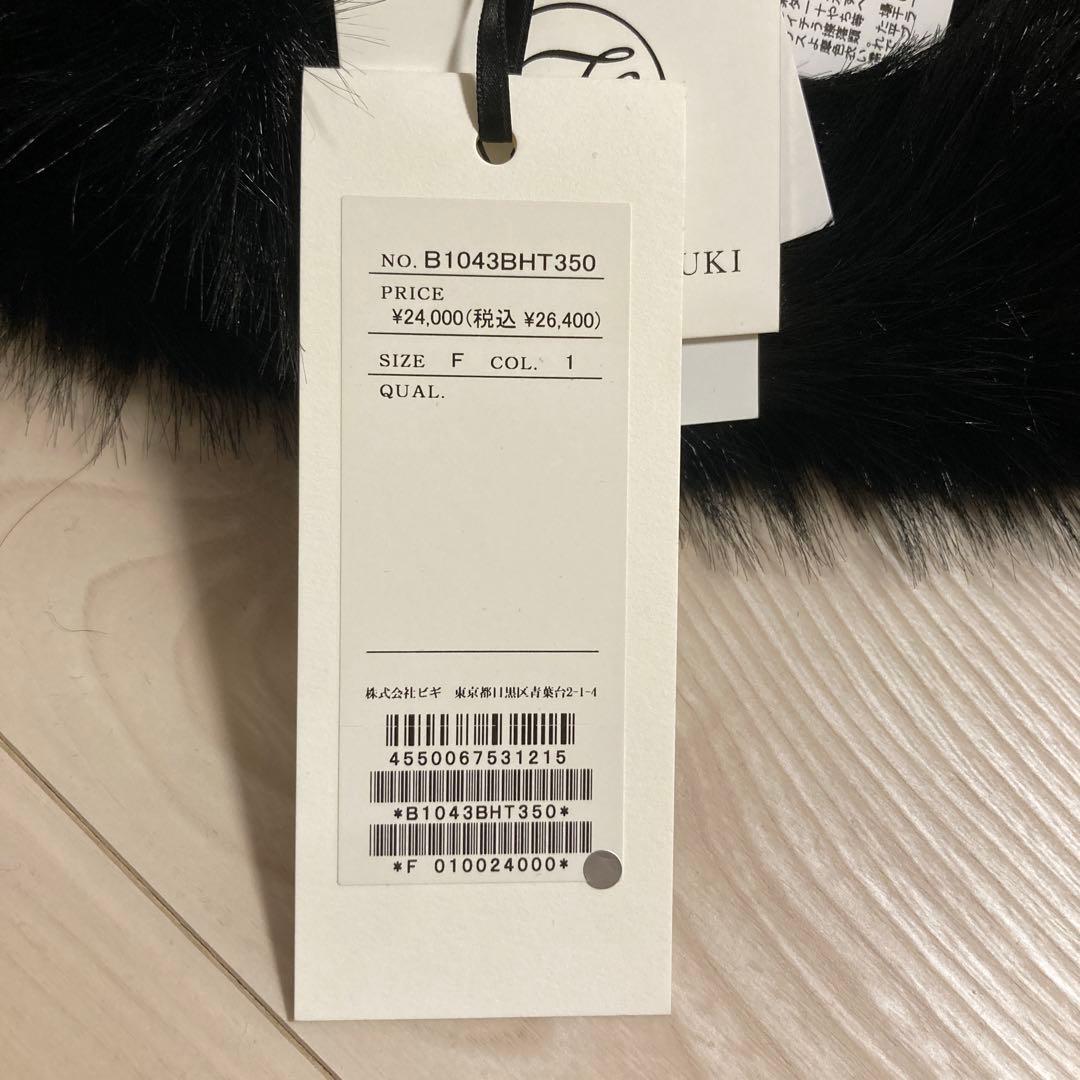 UKI
NO. B1043BHT350
PRICE
¥24,000(税込 ¥26,400)
SIZE F COL. 1
QUAL.
株式会社ビギ 東京都目黒区青葉台2-1-4
4550067531215
*B1043BHT350*
*F 010024000*